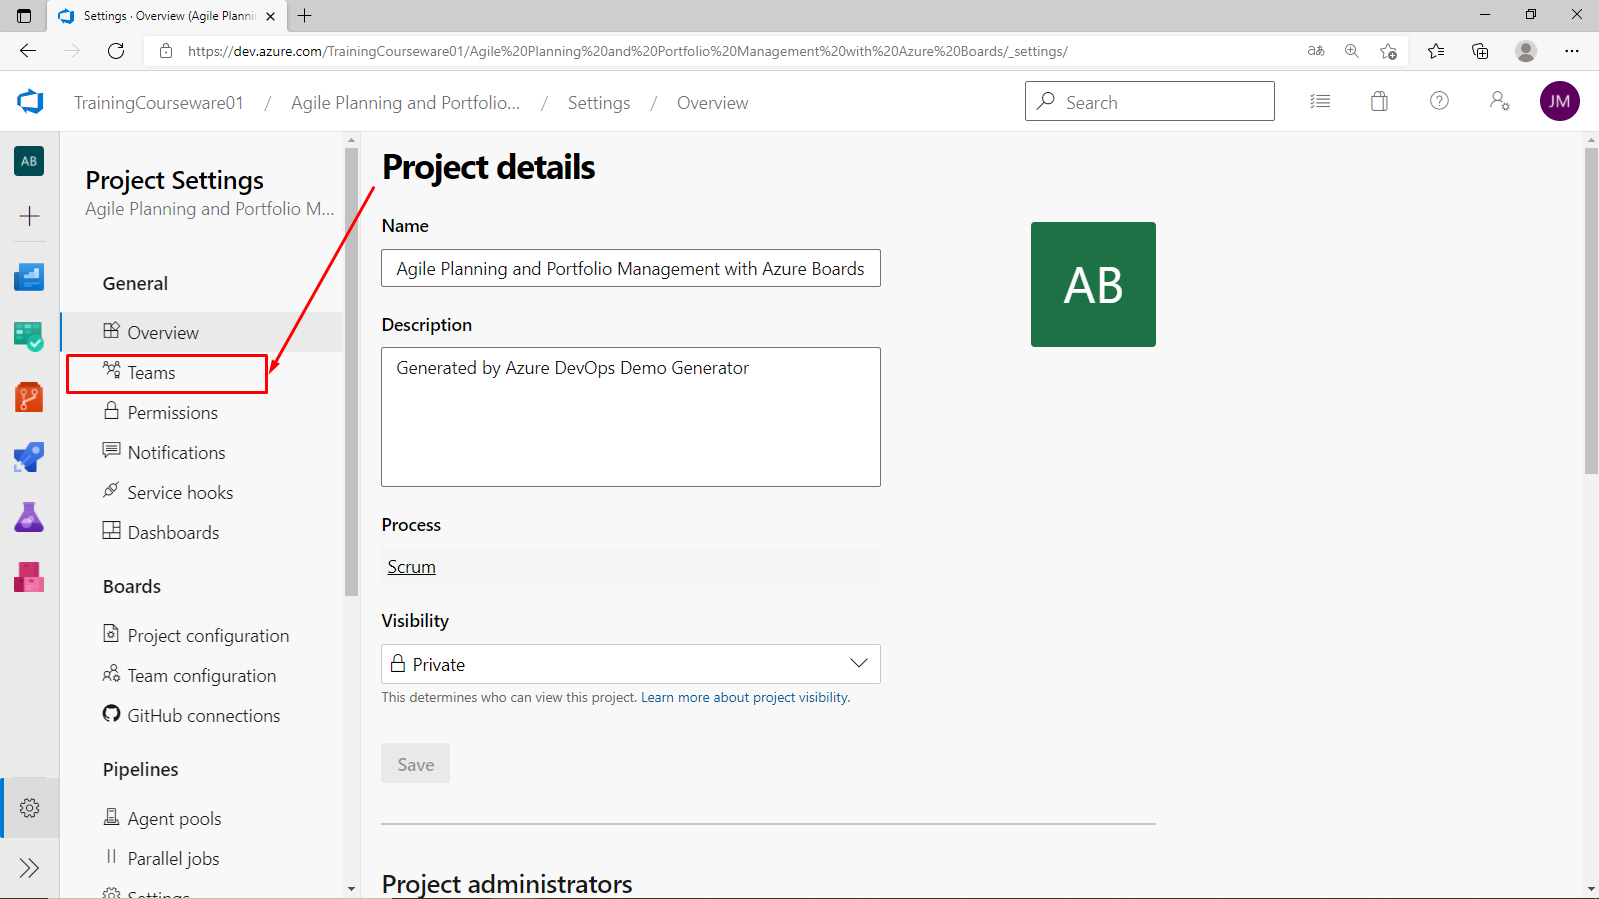 Settings · Overview (Agile Planni
https://dev.azure.com/TrainingCourseware01/Agile%20Planning%20and%20Portfolio%20Management%20with%20Azure%20Boards/_settings/
aあ
TrainingCourseware01 / Agile Planning and Portfolio... / Settings / Overview
Search
JM
AB
Project Settings
Agile Planning and Portfolio M...
General
Overview
Teams
Permissions
Notifications
Service hooks
Dashboards
Boards
Project configuration
Team configuration
GitHub connections
Pipelines
Agent pools
Parallel jobs
Settings
Project details
Name
Agile Planning and Portfolio Management with Azure Boards
AB
Description
Generated by Azure DevOps Demo Generator
Process
Scrum
Visibility
Private
This determines who can view this project. Learn more about project visibility.
Save
Project administrators